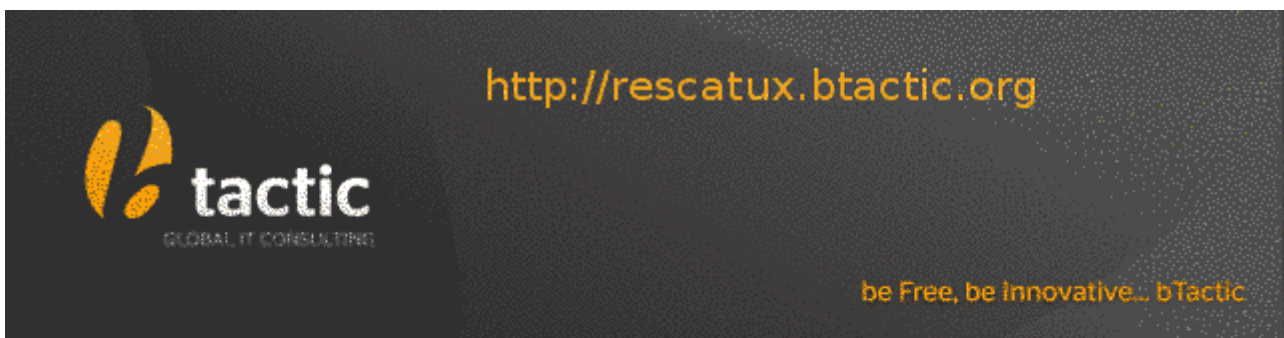 http://rescatux.btactic.org
tactic
GLOBAL IT CONSULTING
be Free, be Innovative... bTactic